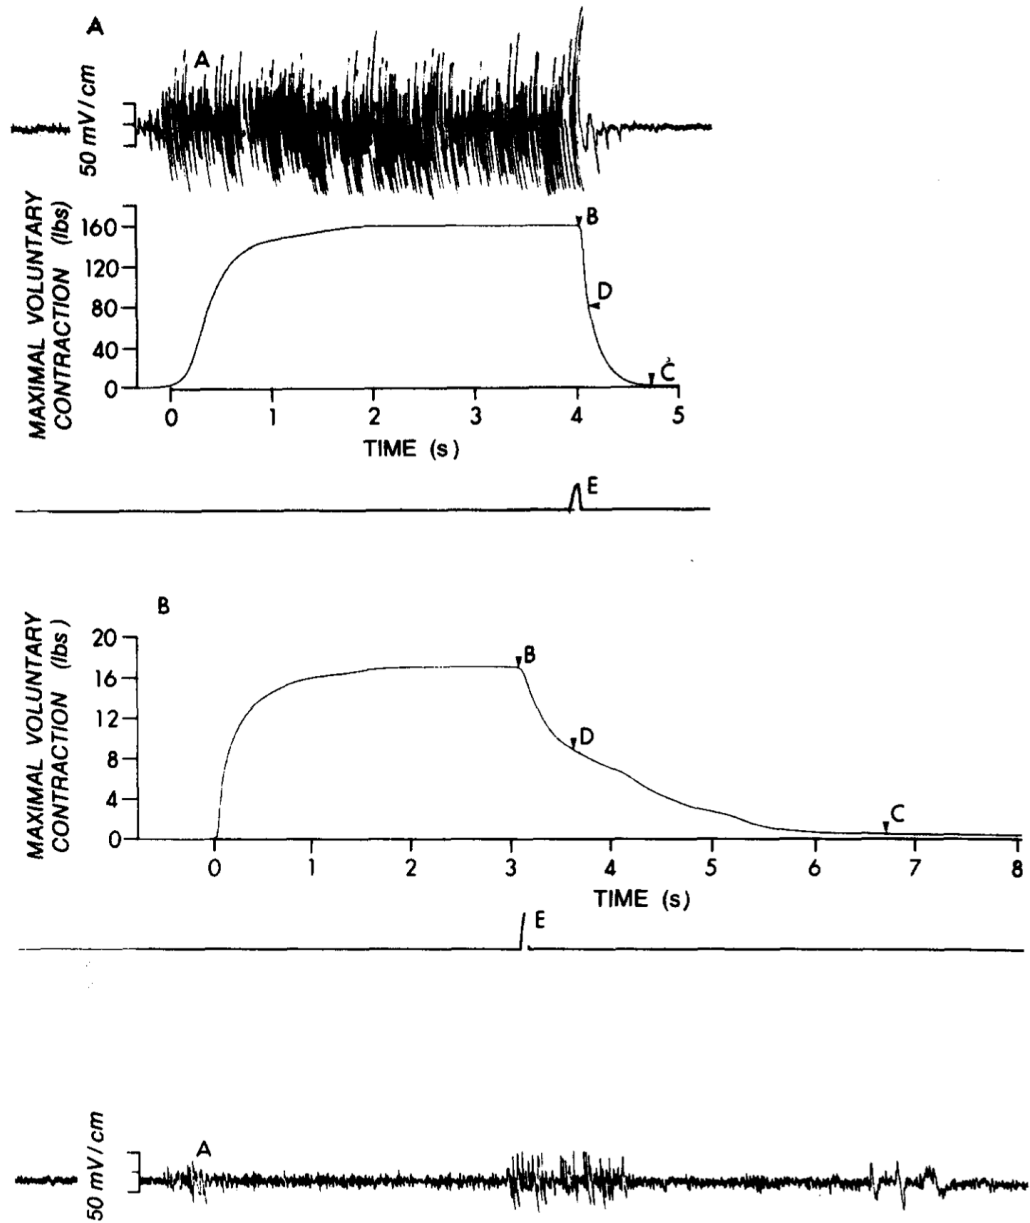 A
A
50 mV/cm
MAXIMAL VOLUNTARY
CONTRACTION (lbs)
160
120
80
40
0
B
D
C
0 1 2 3 4 5
TIME (s)
E
B
MAXIMAL VOLUNTARY
CONTRACTION (lbs)
20
16
12
8
4
0
B
D
C
0 1 2 3 4 5 6 7 8
TIME (s)
E
50 mV/cm
A